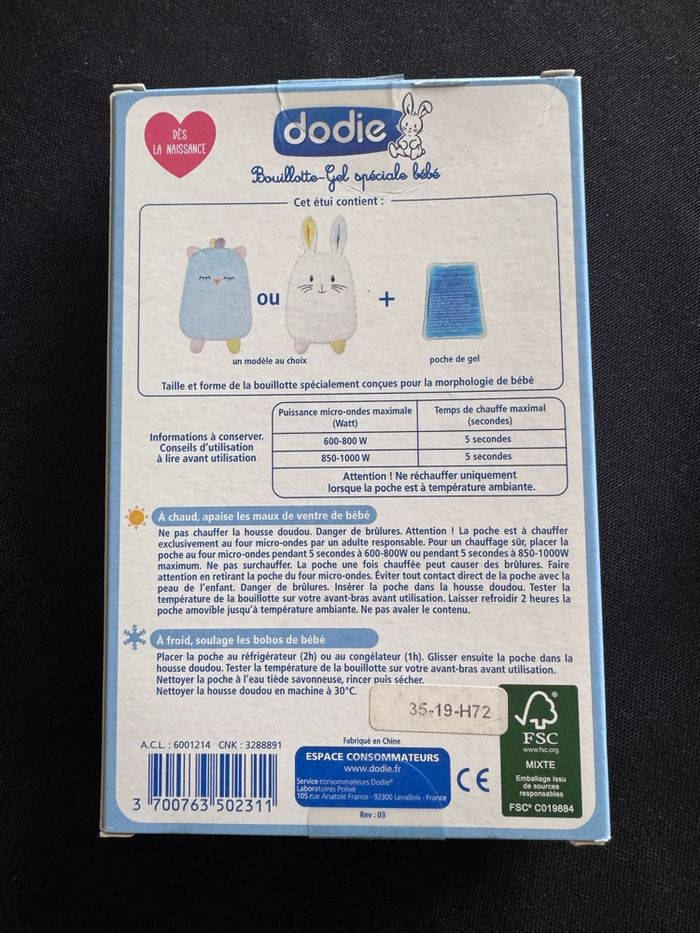 DÈS
LA NAISSANCE
dodie
Bouillotte-Gel spéciale bébé
Cet étui contient :
ou
+
un modèle au choix
poche de gel
Taille et forme de la bouillotte spécialement conçues pour la morphologie de bébé
Informations à conserver.
Conseils d'utilisation
à lire avant utilisation
Puissance micro-ondes maximale
(Watt)
Temps de chauffe maximal
(secondes)
600-800 W
5 secondes
850-1000 W
5 secondes
Attention ! Ne réchauffer uniquement
lorsque la poche est à température ambiante.
À chaud, apaise les maux de ventre de bébé
Ne pas chauffer la housse doudou. Danger de brûlures. Attention ! La poche est à chauffer
exclusivement au four micro-ondes par un adulte responsable. Pour un chauffage sûr, placer la
poche au four micro-ondes pendant 5 secondes à 600-800W ou pendant 5 secondes à 850-1000W
maximum. Ne pas surchauffer. La poche une fois chauffée peut causer des brûlures. Faire
attention en retirant la poche du four micro-ondes. Éviter tout contact direct de la poche avec la
peau de l'enfant. Danger de brûlures. Insérer la poche dans la housse doudou. Tester la
température de la bouillotte sur votre avant-bras avant utilisation. Laisser refroidir 2 heures la
poche amovible jusqu'à température ambiante. Ne pas avaler le contenu.
À froid, soulage les bobos de bébé
Placer la poche au réfrigérateur (2h) ou au congélateur (1h). Glisser ensuite la poche dans la
housse doudou. Tester la température de la bouillotte sur votre avant-bras avant utilisation.
Nettoyer la poche à l'eau tiède savonneuse, rincer puis sécher.
Nettoyer la housse doudou en machine à 30°C.
35-19-H72
A.C.L. : 6001214 CNK : 3288891
3 700763 502311
Fabriqué en Chine
ESPACE CONSOMMATEURS
www.dodie.fr
Service consommateurs Dodie®
Laboratoires Polivé
105 rue Anatole France - 92300 Levallois - France
Rev : 03
CE
FSC
www.fsc.org
MIXTE
Emballage issu
de sources
responsables
FSC® C019884